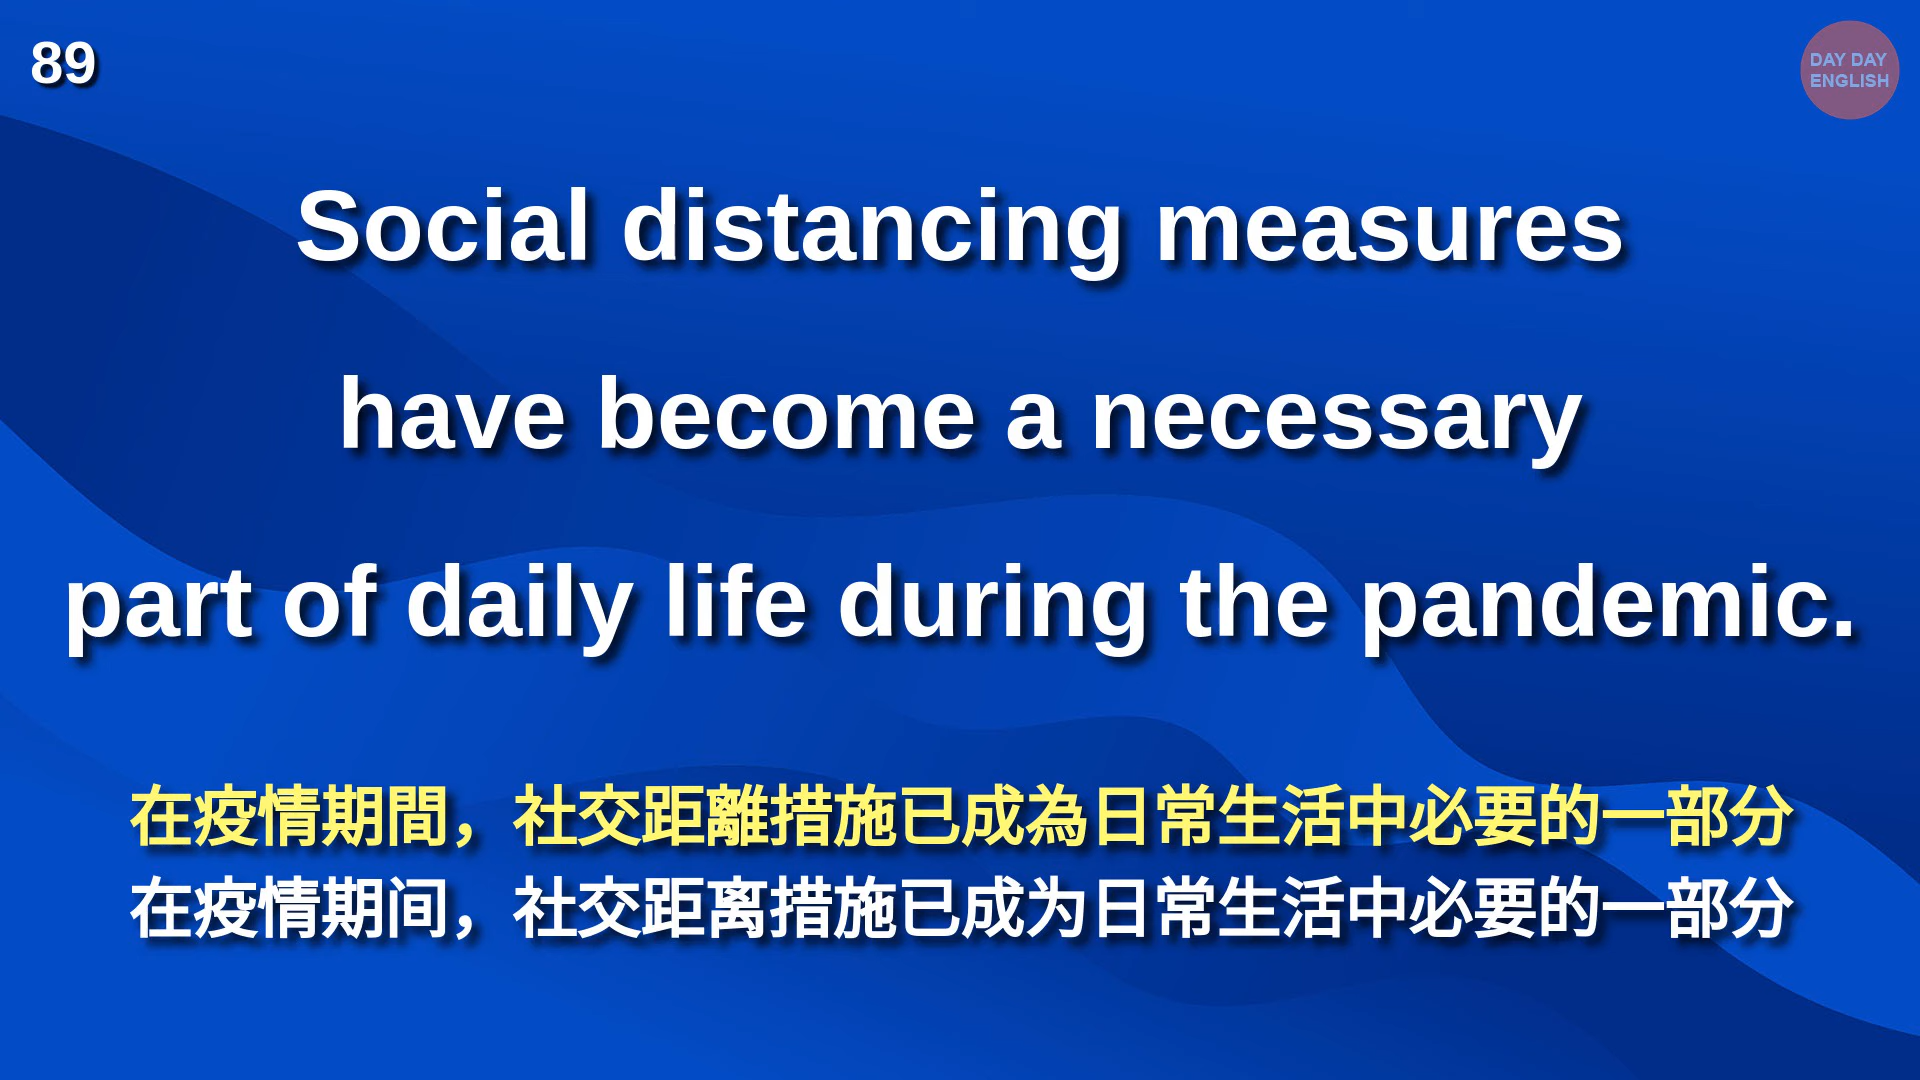 89
DAY DAY
ENGLISH
Social distancing measures
have become a necessary
part of daily life during the pandemic.
在疫情期間，社交距離措施已成為日常生活中必要的一部分
在疫情期间，社交距离措施已成为日常生活中必要的一部分